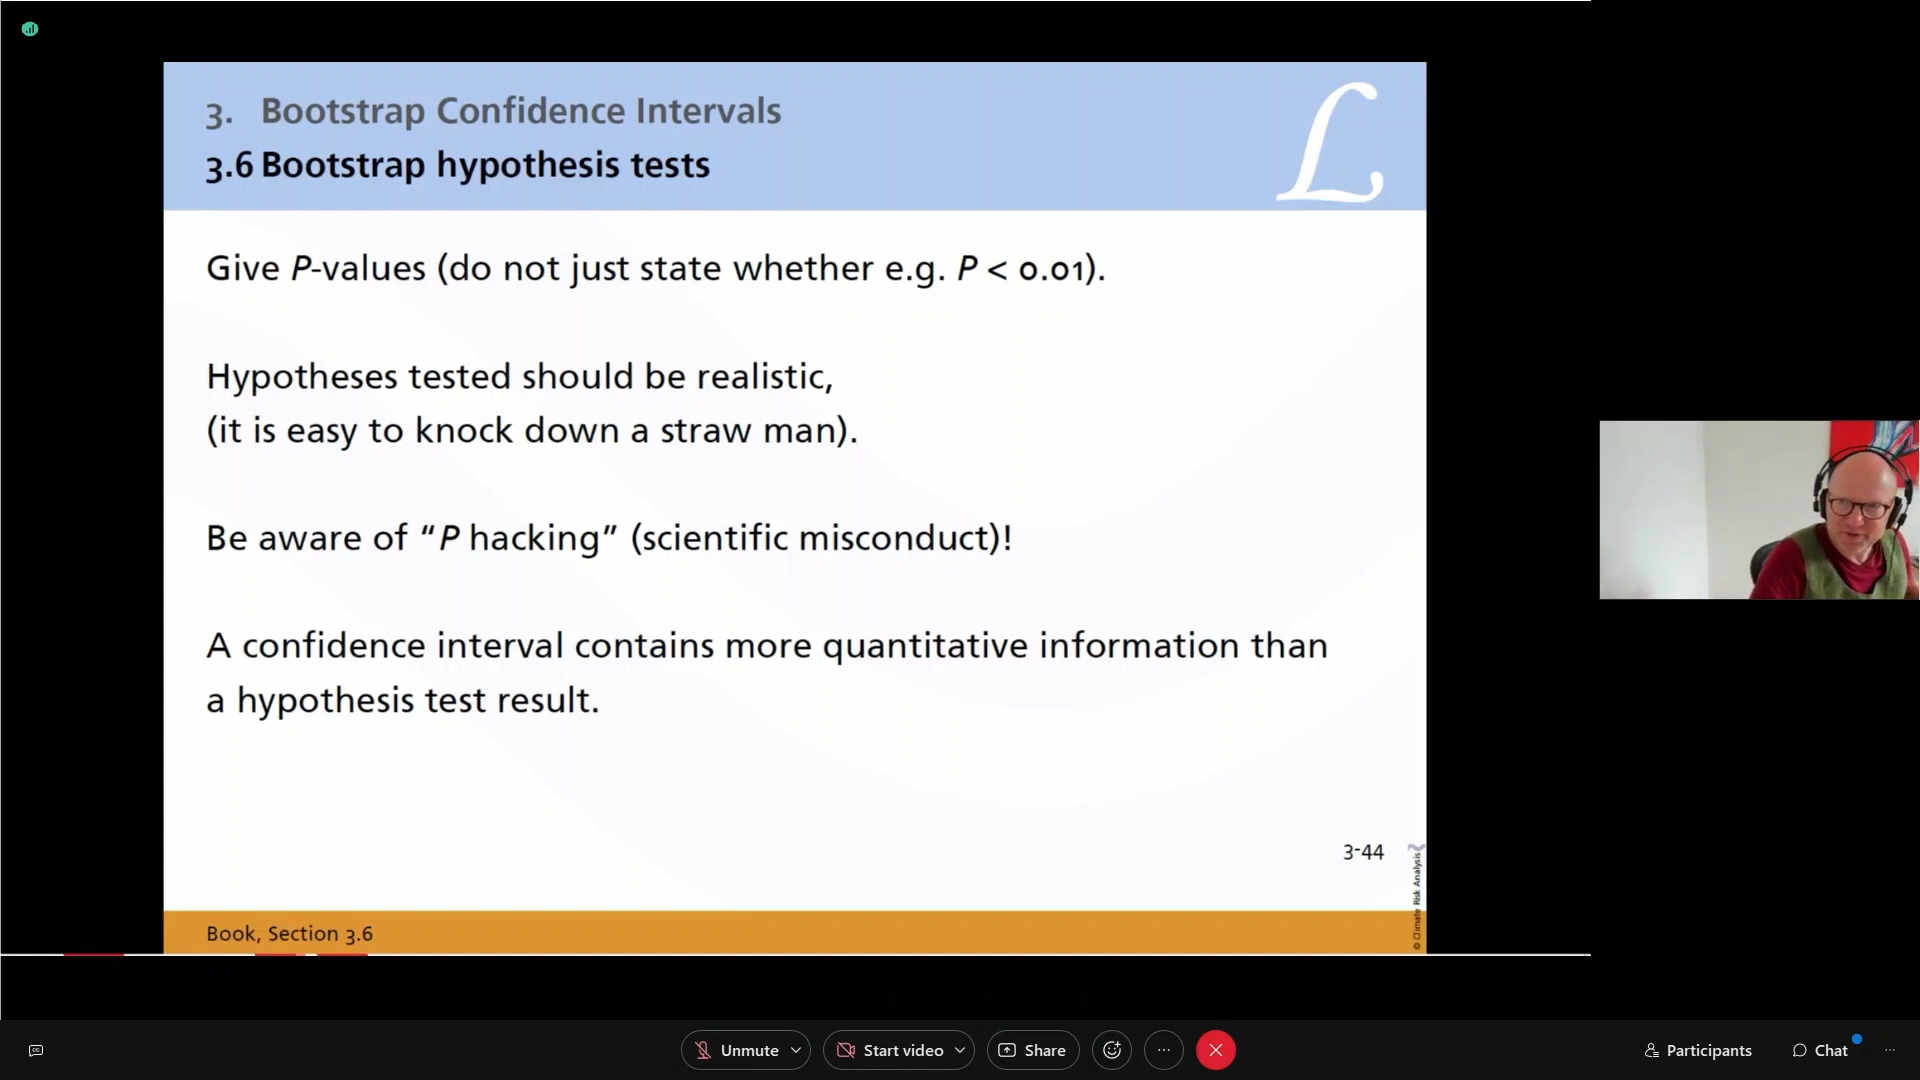 3. Bootstrap Confidence Intervals
3.6 Bootstrap hypothesis tests
L
Give P-values (do not just state whether e.g. P < 0.01).
Hypotheses tested should be realistic,
(it is easy to knock down a straw man).
Be aware of “P hacking” (scientific misconduct)!
A confidence interval contains more quantitative information than
a hypothesis test result.
3-44
© Climate Risk Analysis
Book, Section 3.6
Unmute
Start video
Share
Participants
Chat